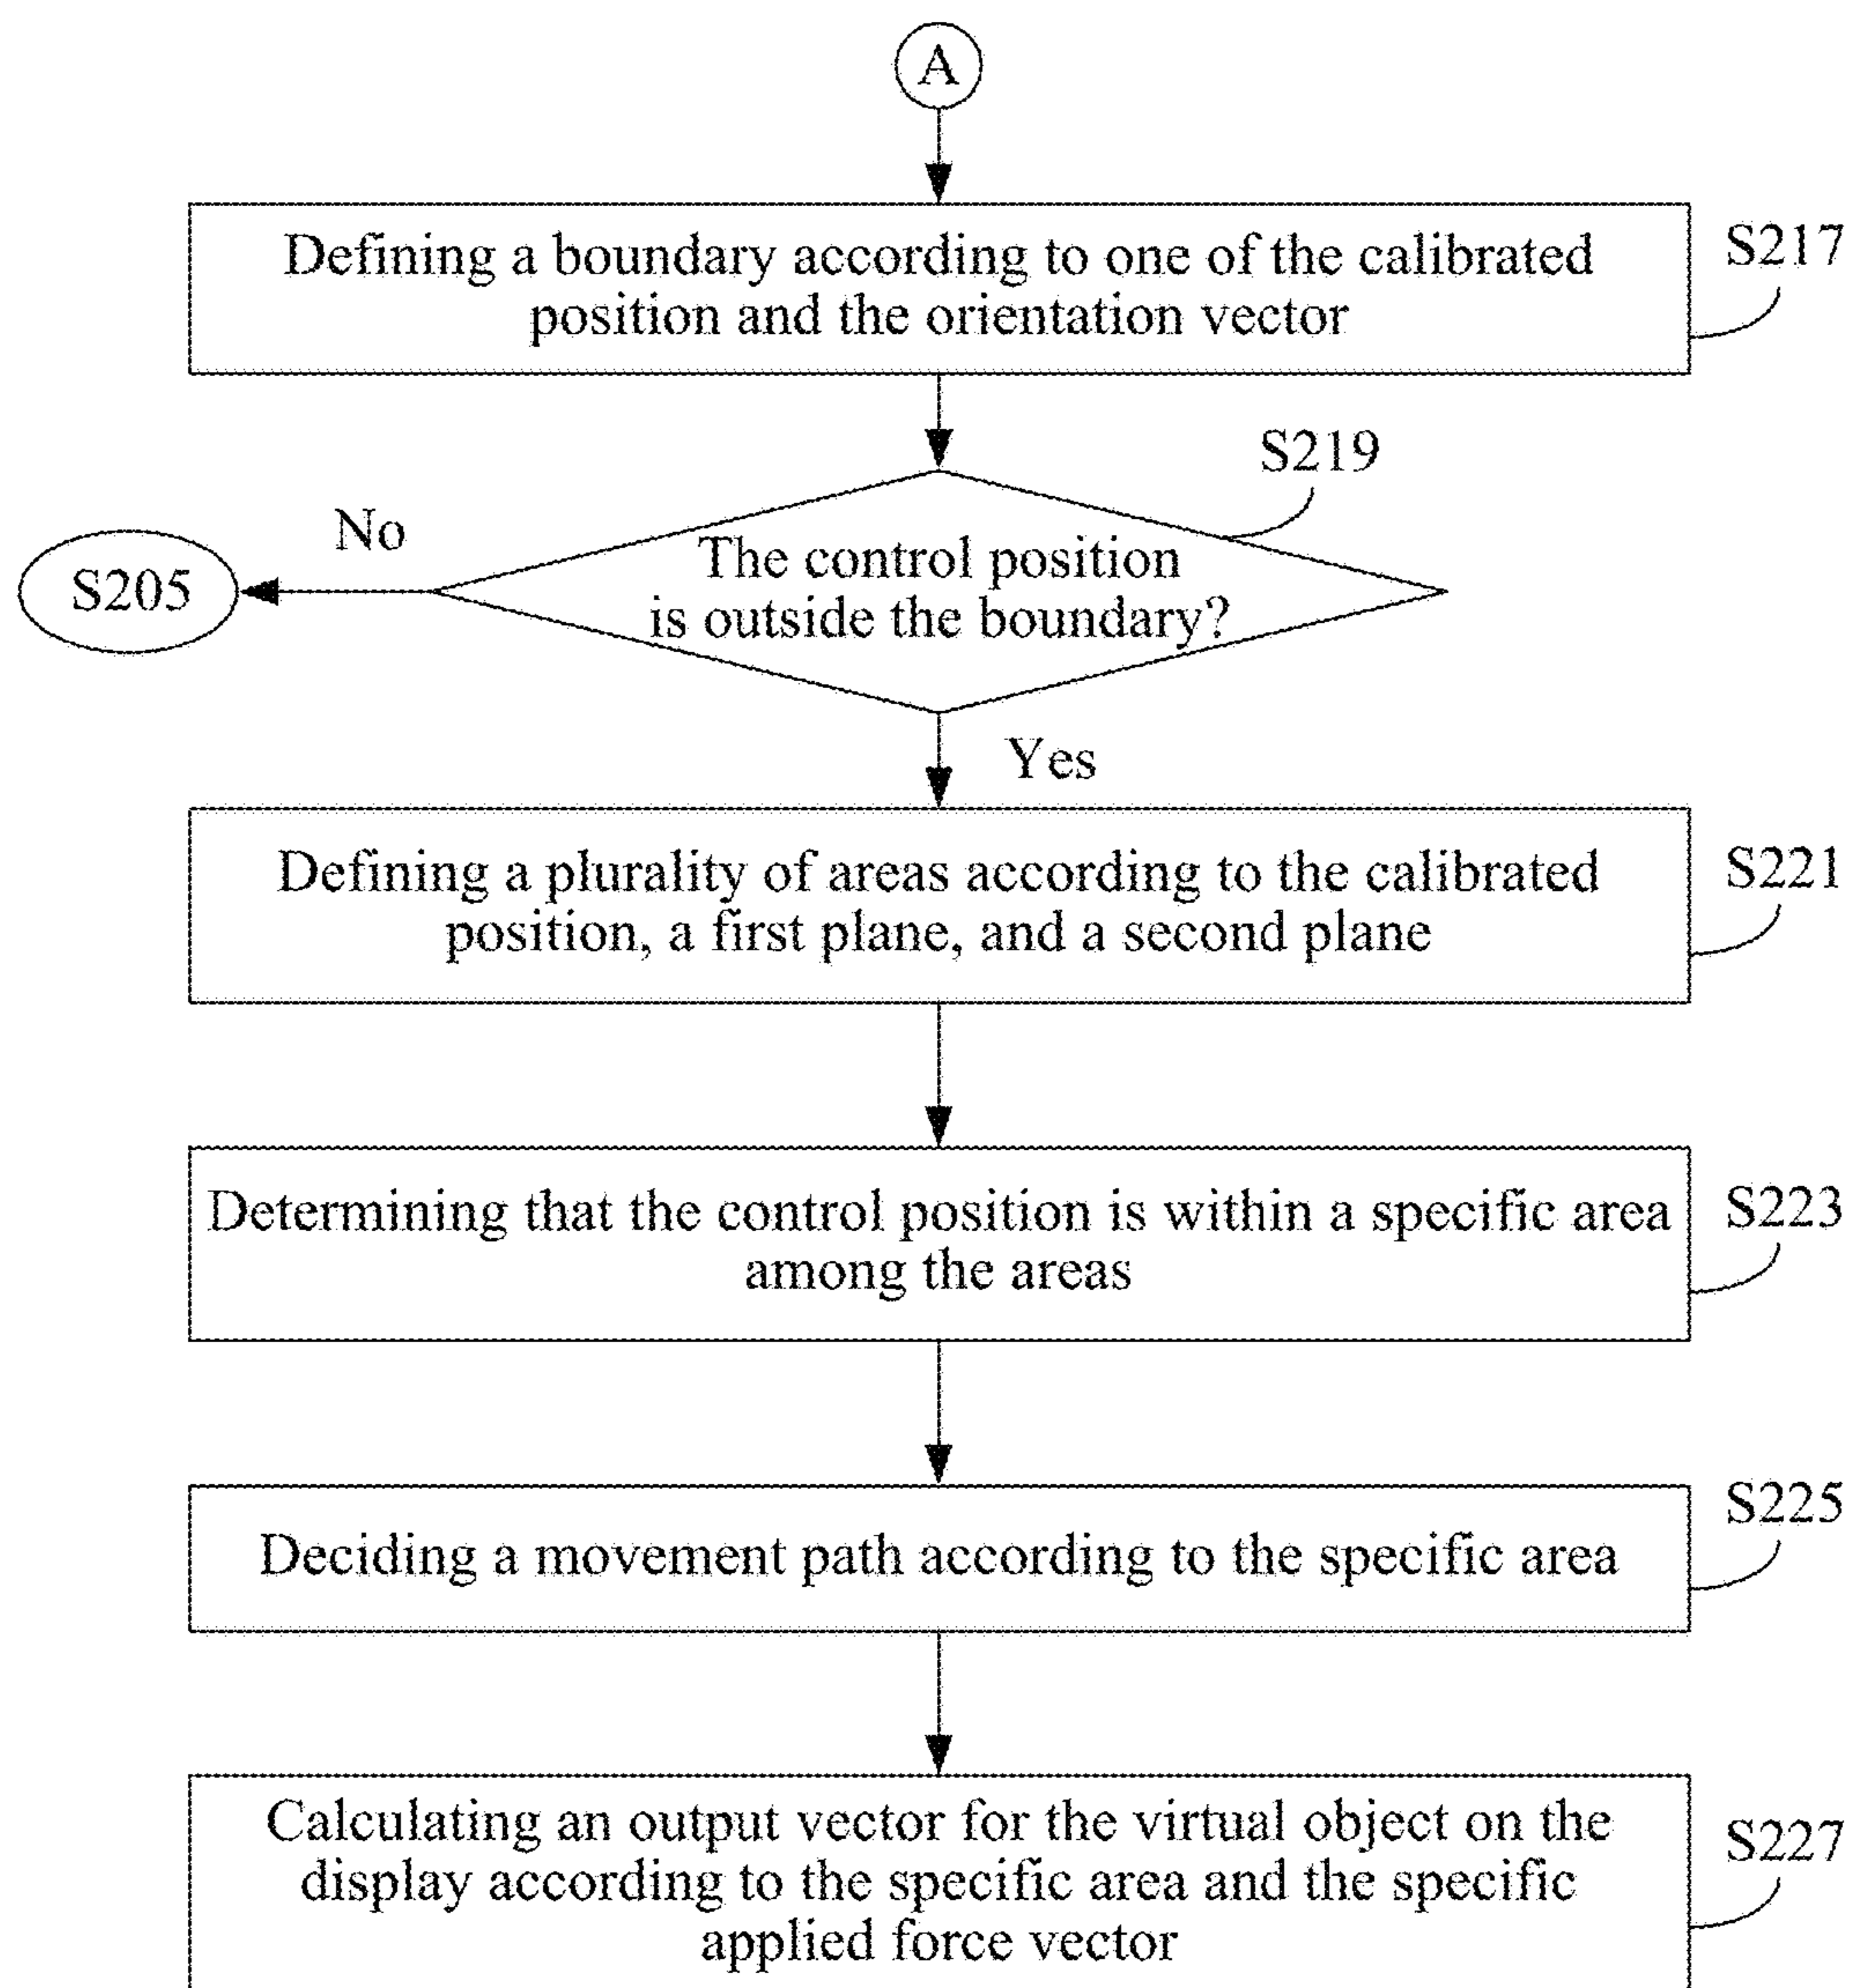 A
Defining a boundary according to one of the calibrated
position and the orientation vector
S217
S219
No
The control position
is outside the boundary?
S205
Yes
Defining a plurality of areas according to the calibrated
position, a first plane, and a second plane
S221
Determining that the control position is within a specific area
among the areas
S223
Deciding a movement path according to the specific area
S225
Calculating an output vector for the virtual object on the
display according to the specific area and the specific
applied force vector
S227